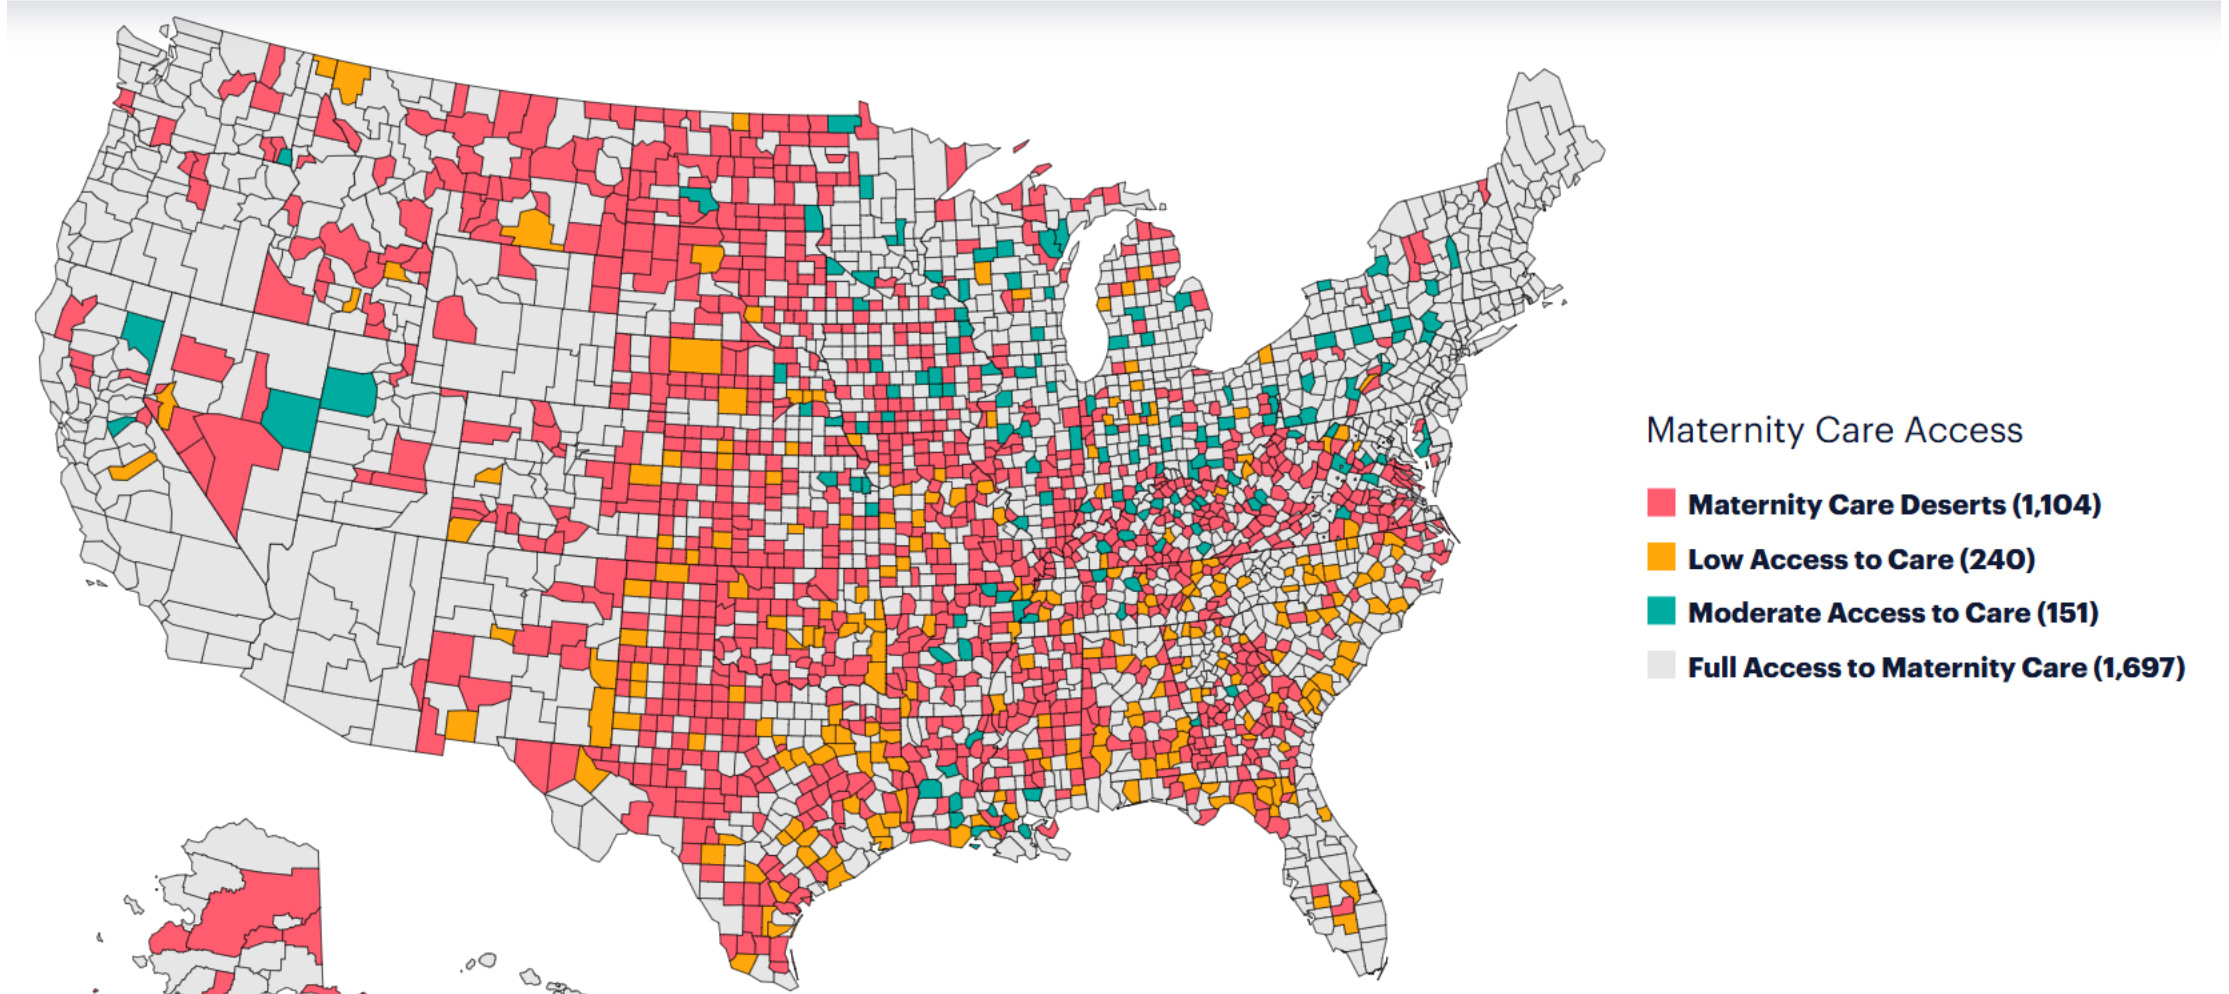 Maternity Care Access
Maternity Care Deserts (1,104)
Low Access to Care (240)
Moderate Access to Care (151)
Full Access to Maternity Care (1,697)